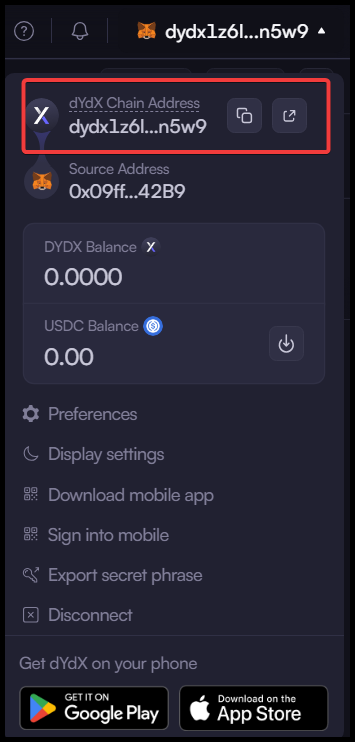 dydx1z6l...n5w9
dYdX Chain Address
dydx1z6l...n5w9
Source Address
0x09ff...42B9
DYDX Balance
0.0000
USDC Balance
0.00
Preferences
Display settings
Download mobile app
Sign into mobile
Export secret phrase
Disconnect
Get dYdX on your phone
GET IT ON
Google Play
Download on the
App Store